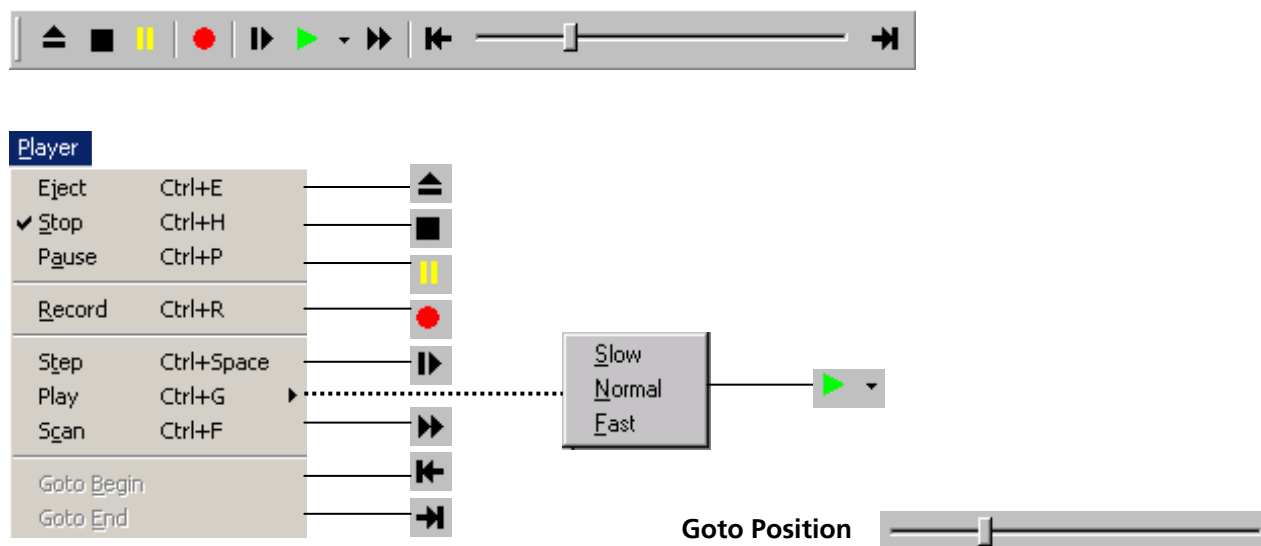 Player
Eject Ctrl+E
Stop Ctrl+H
Pause Ctrl+P
Record Ctrl+R
Step Ctrl+Space
Play Ctrl+G
Scan Ctrl+F
Goto Begin
Goto End
Slow
Normal
Fast
Goto Position